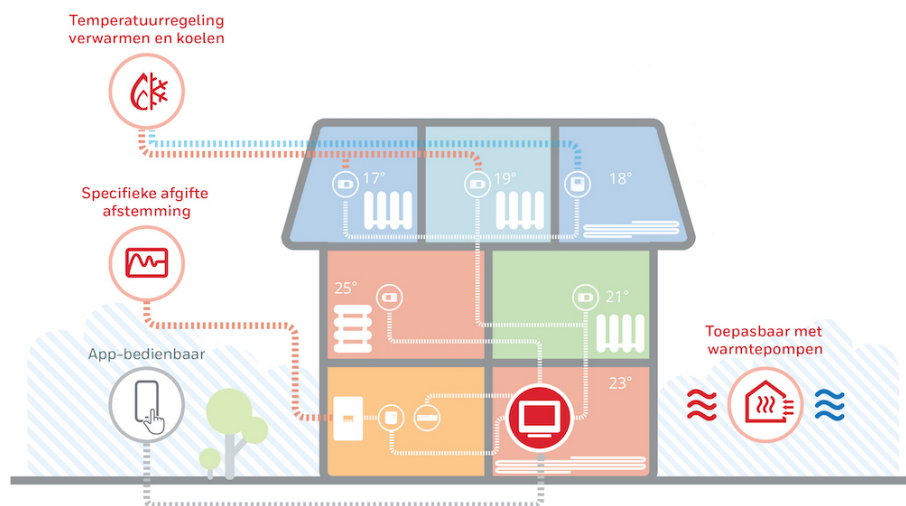 Temperatuurregeling
verwarmen en koelen
17°
19°
18°
Specifieke afgifte
afstemming
25°
21°
App-bedienbaar
Toepasbaar met
warmtepompen
23°